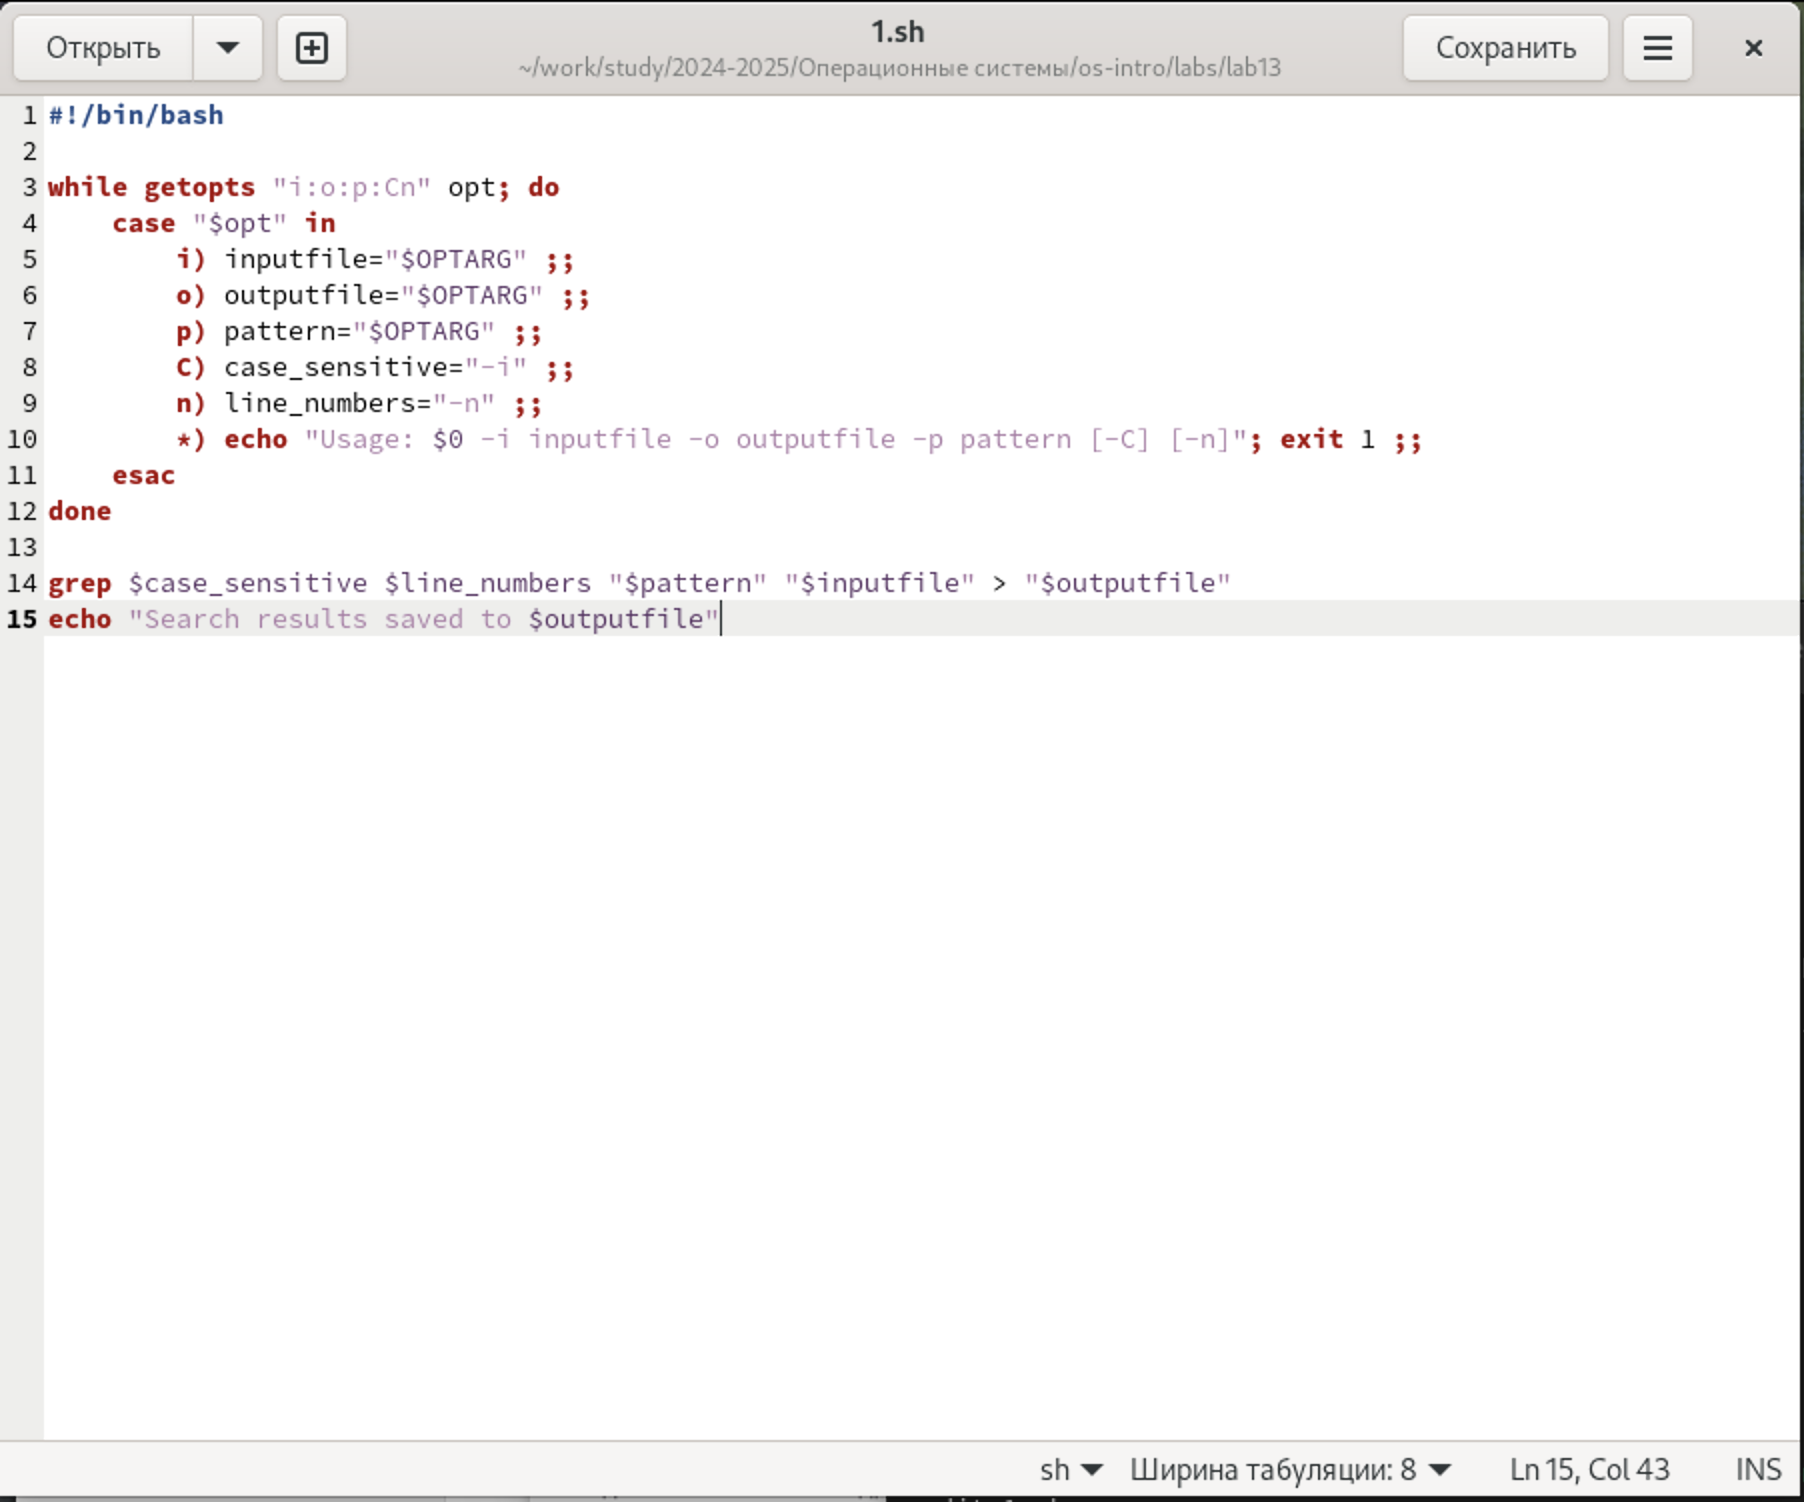 Открыть
1.sh
~/work/study/2024-2025/Операционные системы/os-intro/labs/lab13
Сохранить
1 #!/bin/bash
2
3 while getopts "i:o:p:Cn" opt; do
4     case "$opt" in
5         i) inputfile="$OPTARG" ;;
6         o) outputfile="$OPTARG" ;;
7         p) pattern="$OPTARG" ;;
8         C) case_sensitive="-i" ;;
9         n) line_numbers="-n" ;;
10         *) echo "Usage: $0 -i inputfile -o outputfile -p pattern [-C] [-n]"; exit 1 ;;
11     esac
12 done
13
14 grep $case_sensitive $line_numbers "$pattern" "$inputfile" > "$outputfile"
15 echo "Search results saved to $outputfile"
sh Ширина табуляции: 8 Ln 15, Col 43 INS